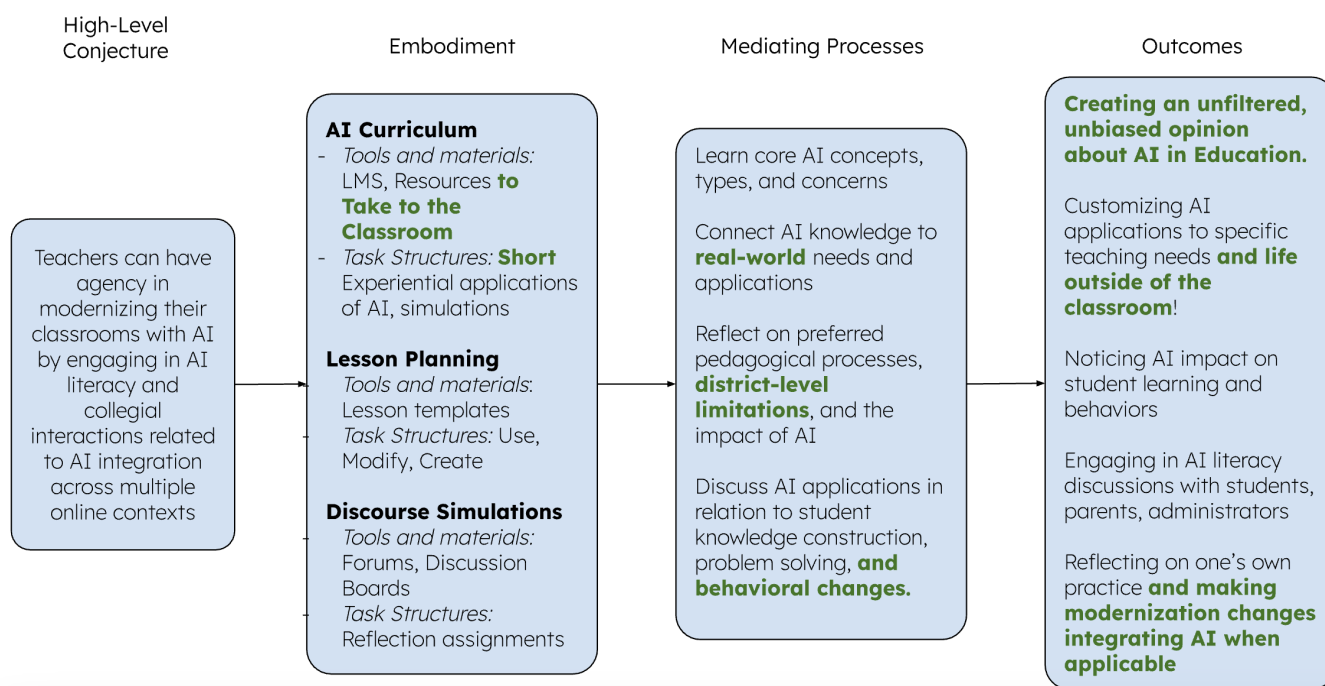 High-Level
Conjecture
Embodiment
Mediating Processes
Outcomes
Teachers can have
agency in
modernizing their
classrooms with AI
by engaging in AI
literacy and
collegial
interactions related
to AI integration
across multiple
online contexts
AI Curriculum
- Tools and materials:
LMS, Resources to
Take to the
Classroom
- Task Structures: Short
Experiential applications
of AI, simulations
Lesson Planning
- Tools and materials:
Lesson templates
- Task Structures: Use,
Modify, Create
Discourse Simulations
- Tools and materials:
Forums, Discussion
Boards
- Task Structures:
Reflection assignments
Learn core AI concepts,
types, and concerns
Connect AI knowledge to
real-world needs and
applications
Reflect on preferred
pedagogical processes,
district-level
limitations, and the
impact of AI
Discuss AI applications in
relation to student
knowledge construction,
problem solving, and
behavioral changes.
Creating an unfiltered,
unbiased opinion
about AI in Education.
Customizing AI
applications to specific
teaching needs and life
outside of the
classroom!
Noticing AI impact on
student learning and
behaviors
Engaging in AI literacy
discussions with students,
parents, administrators
Reflecting on one's own
practice and making
modernization changes
integrating AI when
applicable